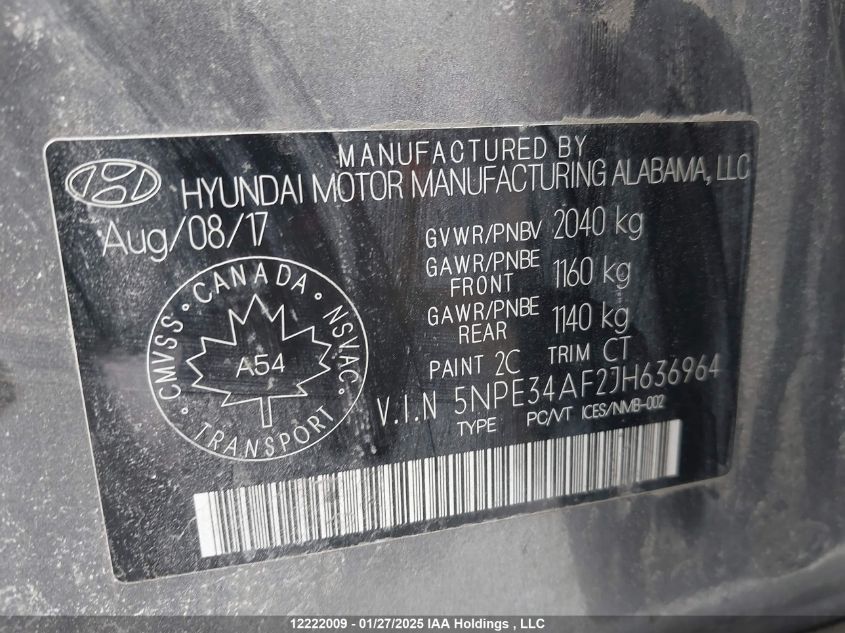 MANUFACTURED BY
HYUNDAI MOTOR MANUFACTURING ALABAMA, LLC
Aug/08/17
GVWR/PNBV 2040 kg
GAWR/PNBE FRONT 1160 kg
GAWR/PNBE REAR 1140 kg
PAINT 2C TRIM CT
V.I.N 5NPE34AF2JH636964
TYPE PC/VT ICES/NMB-002
CANADA
CMVSS
NSVAC
A54
TRANSPORT
12222009 - 01/27/2025 IAA Holdings , LLC